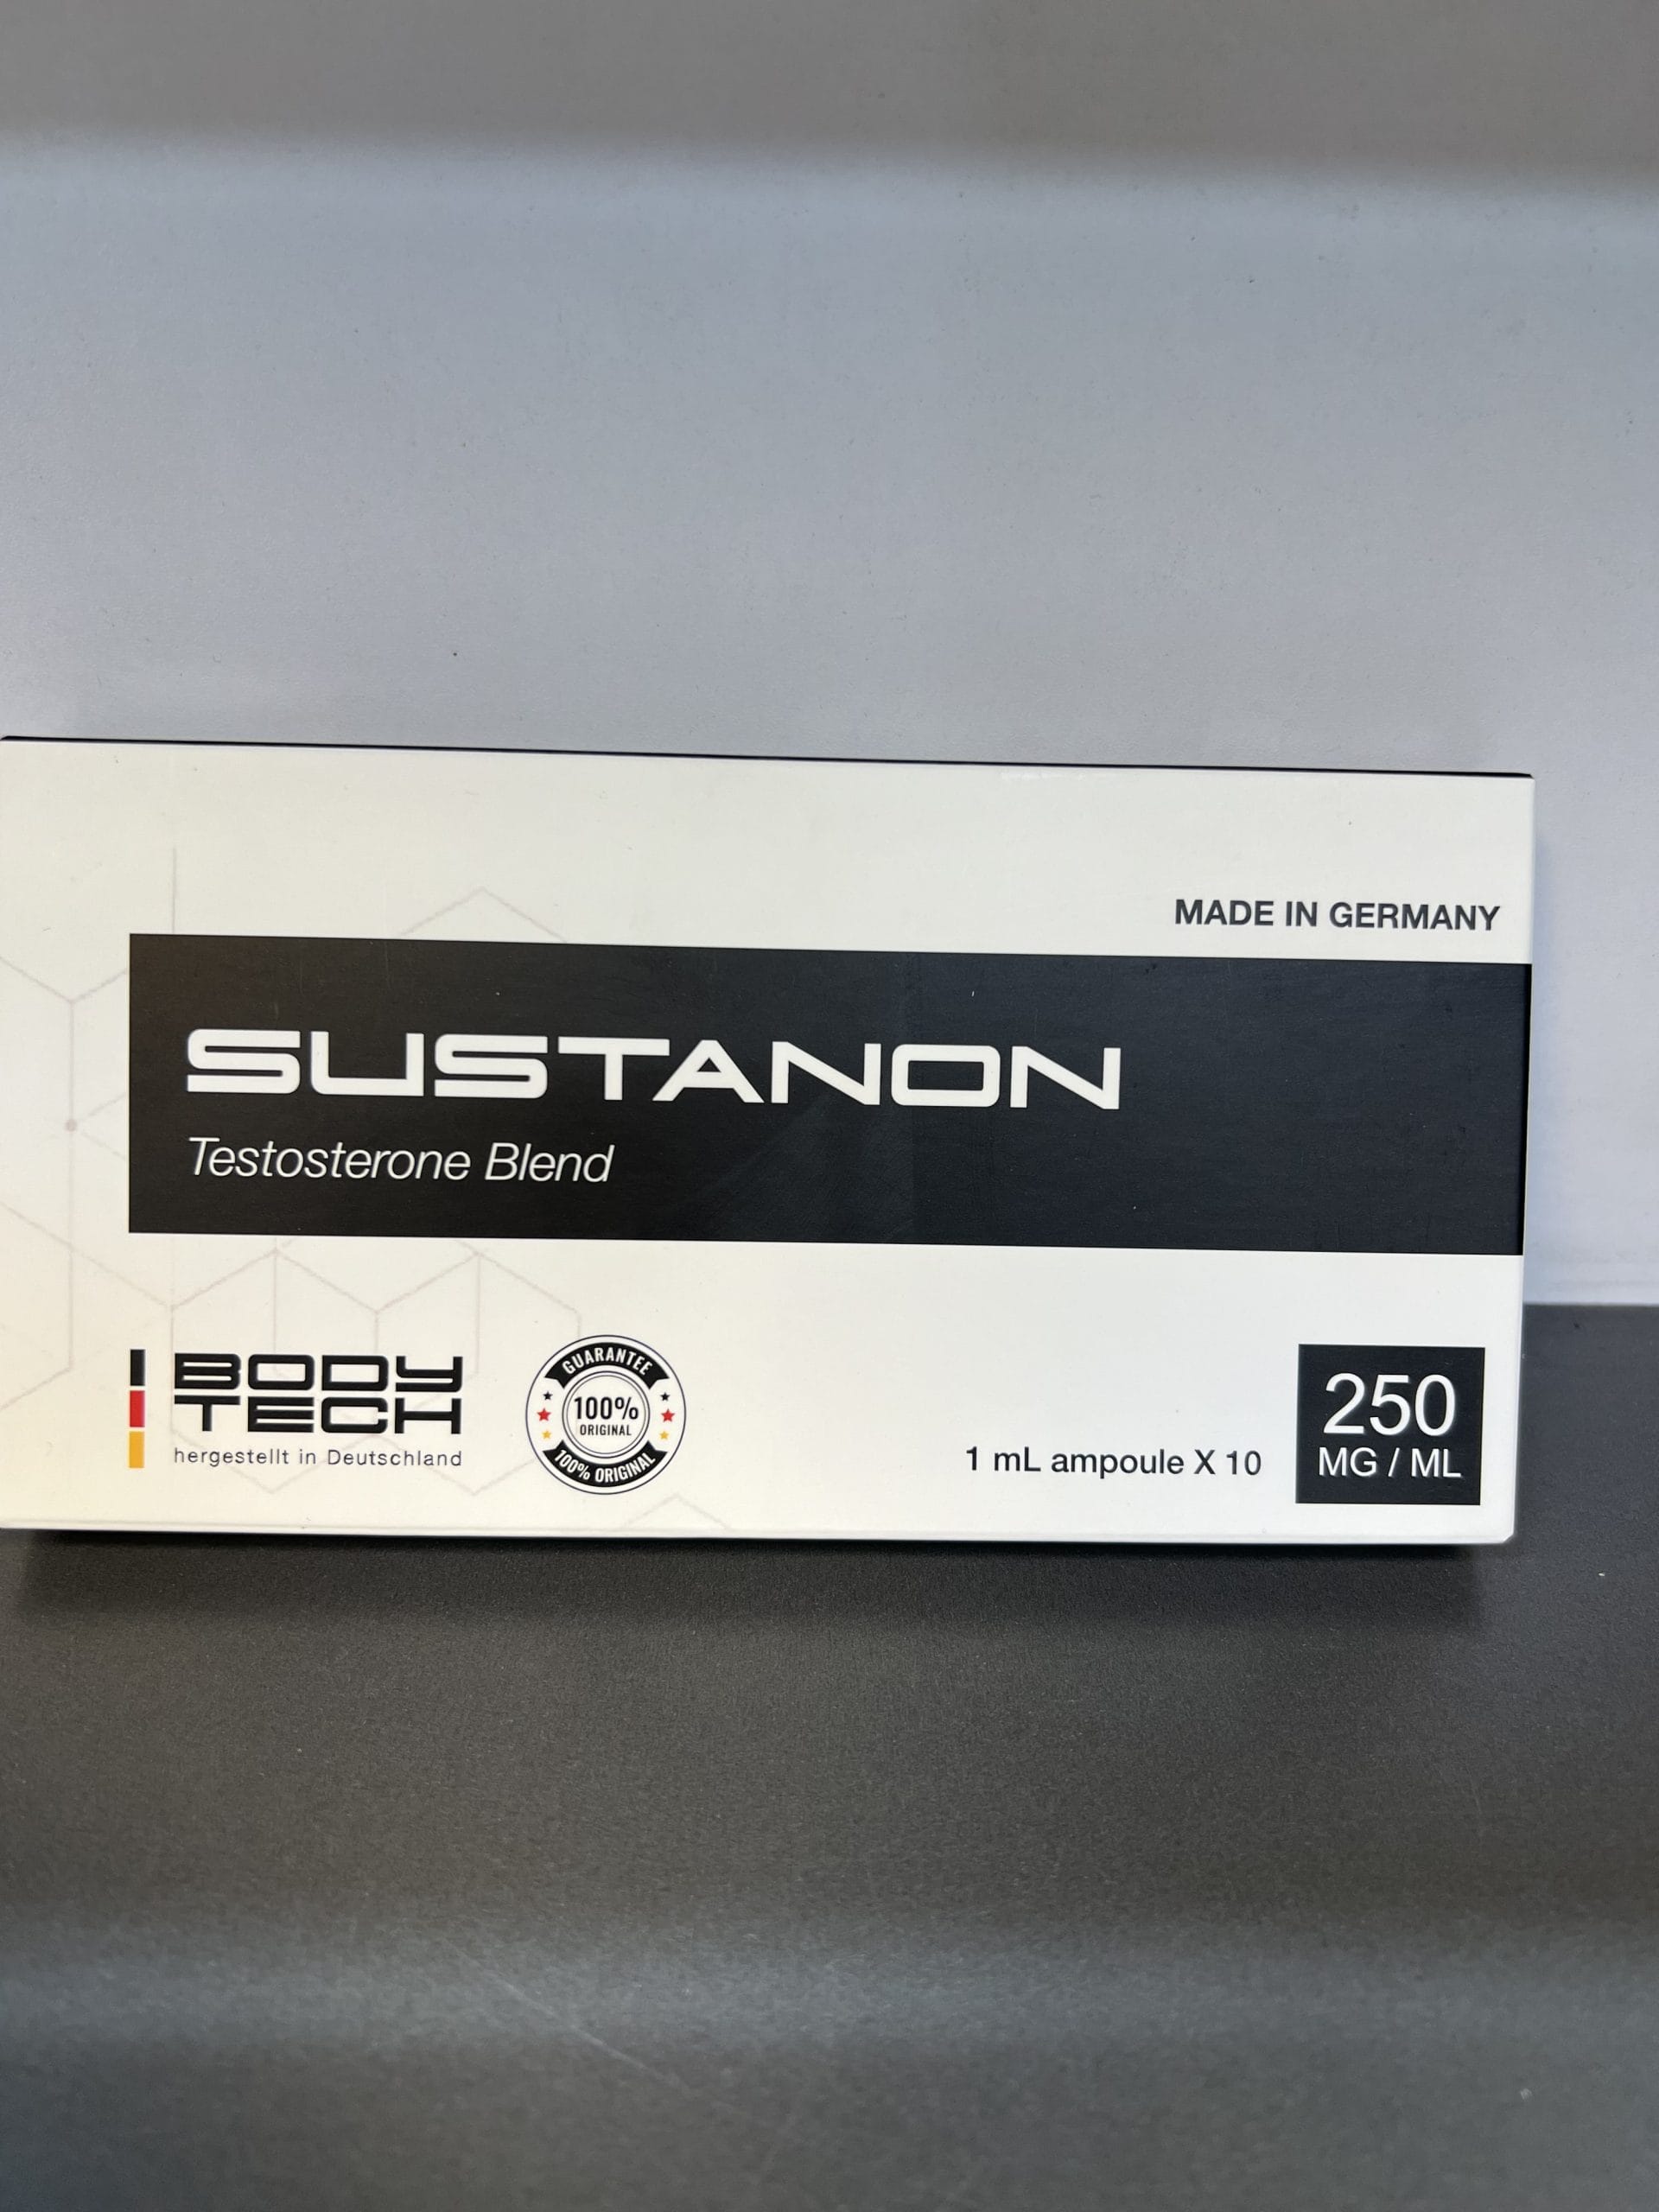 MADE IN GERMANY
SUSTANON
Testosterone Blend
BODY
TECH
hergestellt in Deutschland
GUARANTEE
100%
ORIGINAL
100% ORIGINAL
1 mL ampoule X 10
250
MG / ML